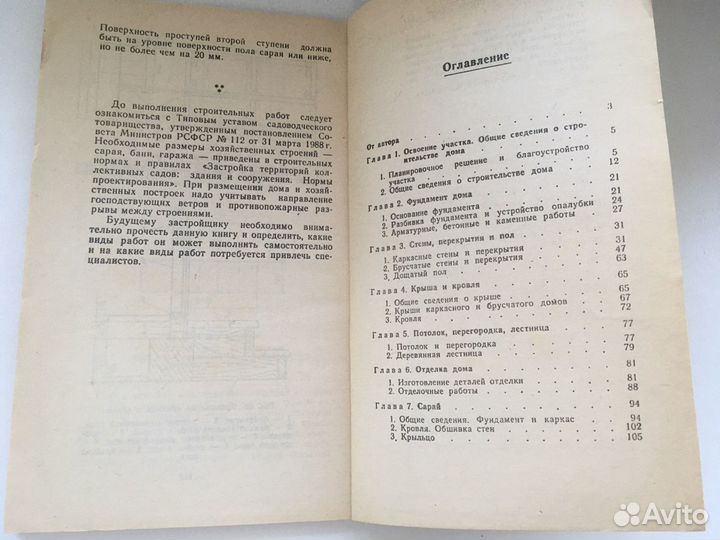 Поверхность проступей второй ступени должна
быть на уровне поверхности пола сарая или ниже,
но не более чем на 20 мм.
До выполнения строительных работ следует
ознакомиться с Типовым уставом садоводческого
товарищества, утвержденным постановлением Со-
вета Министров РСФСР № 112 от 31 марта 1988 г.
Необходимые размеры хозяйственных строений —
сарая, бани, гаража — приведены в строительных
нормах и правилах «Застройка территорий кол-
лективных садов: здания и сооружения. Нормы
проектирования». При размещении дома и хозяй-
ственных построек надо учитывать направление
господствующих ветров и противопожарные раз-
рывы между строениями.
Будущему застройщику необходимо внима-
тельно прочесть данную книгу и определить, какие
виды работ он может выполнить самостоятельно
и на какие виды работ потребуется привлечь спе-
циалистов.
Оглавление
От автора . . . . . . . 3
Глава 1. Освоение участка. Общие сведения о стро-
ительстве дома . . . . . 5
1. Планировочное решение и благоустройство
участка . . . . . . . 5
2. Общие сведения о строительстве дома . . 12
Глава 2. Фундамент дома . . . . . 21
1. Основание фундамента . . . . . 21
2. Разбивка фундамента и устройство опалубки 24
3. Арматурные, бетонные и каменные работы . 27
Глава 3. Стены, перекрытия и пол . . . . 31
1. Каркасные стены и перекрытия . . . 31
2. Брусчатые стены и перекрытия . . . 47
3. Дощатый пол . . . . . . 63
Глава 4. Крыша и кровля . . . . . 65
1. Общие сведения о крыше . . . . 65
2. Крыши каркасного и брусчатого домов . . 67
3. Кровля . . . . . . . 72
Глава 5. Потолок, перегородка, лестница . . . 77
1. Потолок и перегородка . . . . . 77
2. Деревянная лестница . . . . . 79
Глава 6. Отделка дома . . . . . . 81
1. Изготовление деталей отделки . . . . 81
2. Отделочные работы . . . . . 88
Глава 7. Сарай . . . . . . . 94
1. Общие сведения. Фундамент и каркас . . 94
2. Кровля. Обшивка стен . . . . . 102
3. Крыльцо . . . . . . . 105
Avito